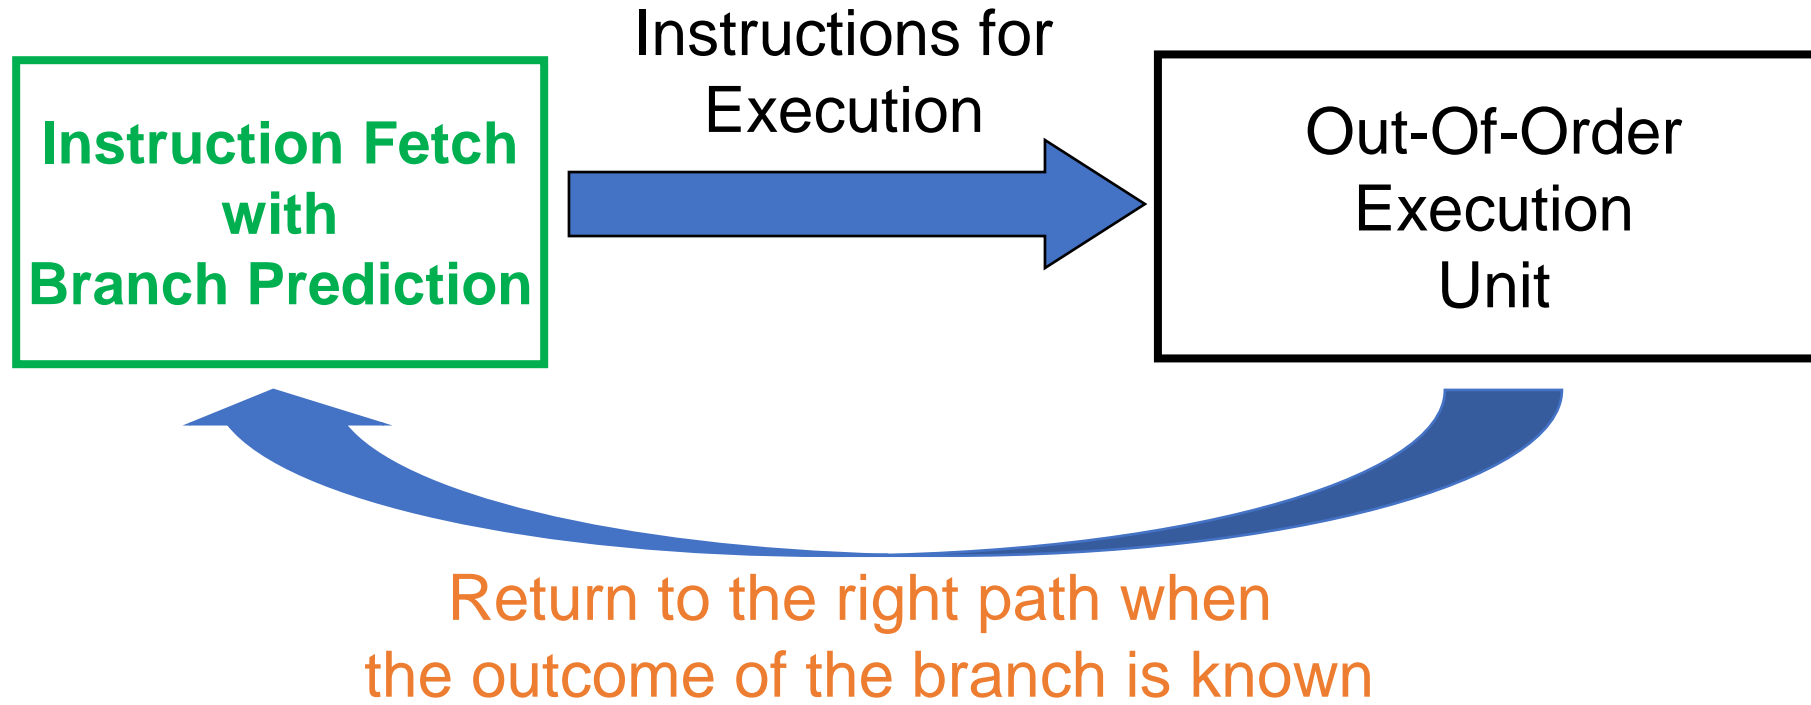 Instructions for
Execution
Instruction Fetch
with
Branch Prediction
Out-Of-Order
Execution
Unit
Return to the right path when
the outcome of the branch is known